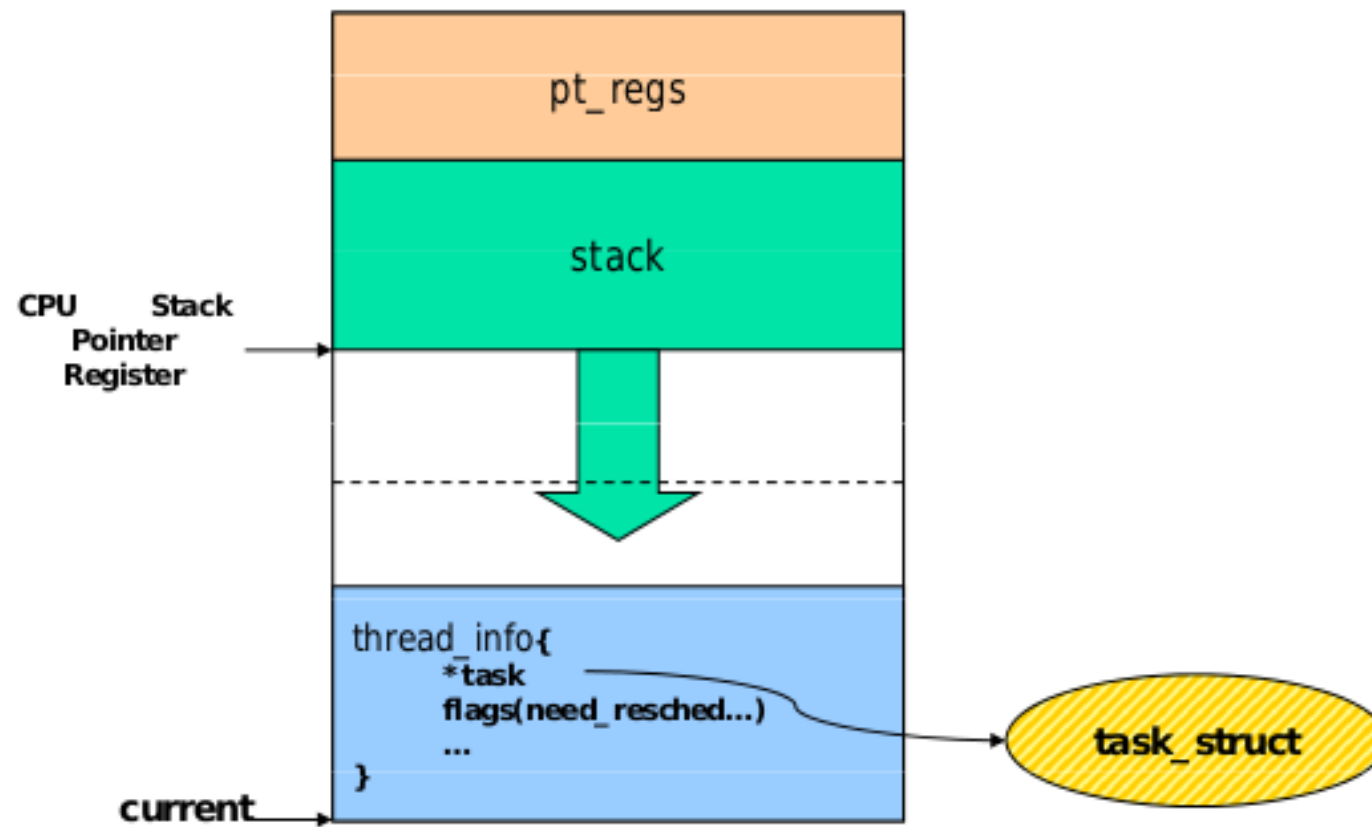 pt_regs
stack
CPU Stack
Pointer
Register
thread_info{
*task
flags(need_resched...)
...
}
task_struct
current